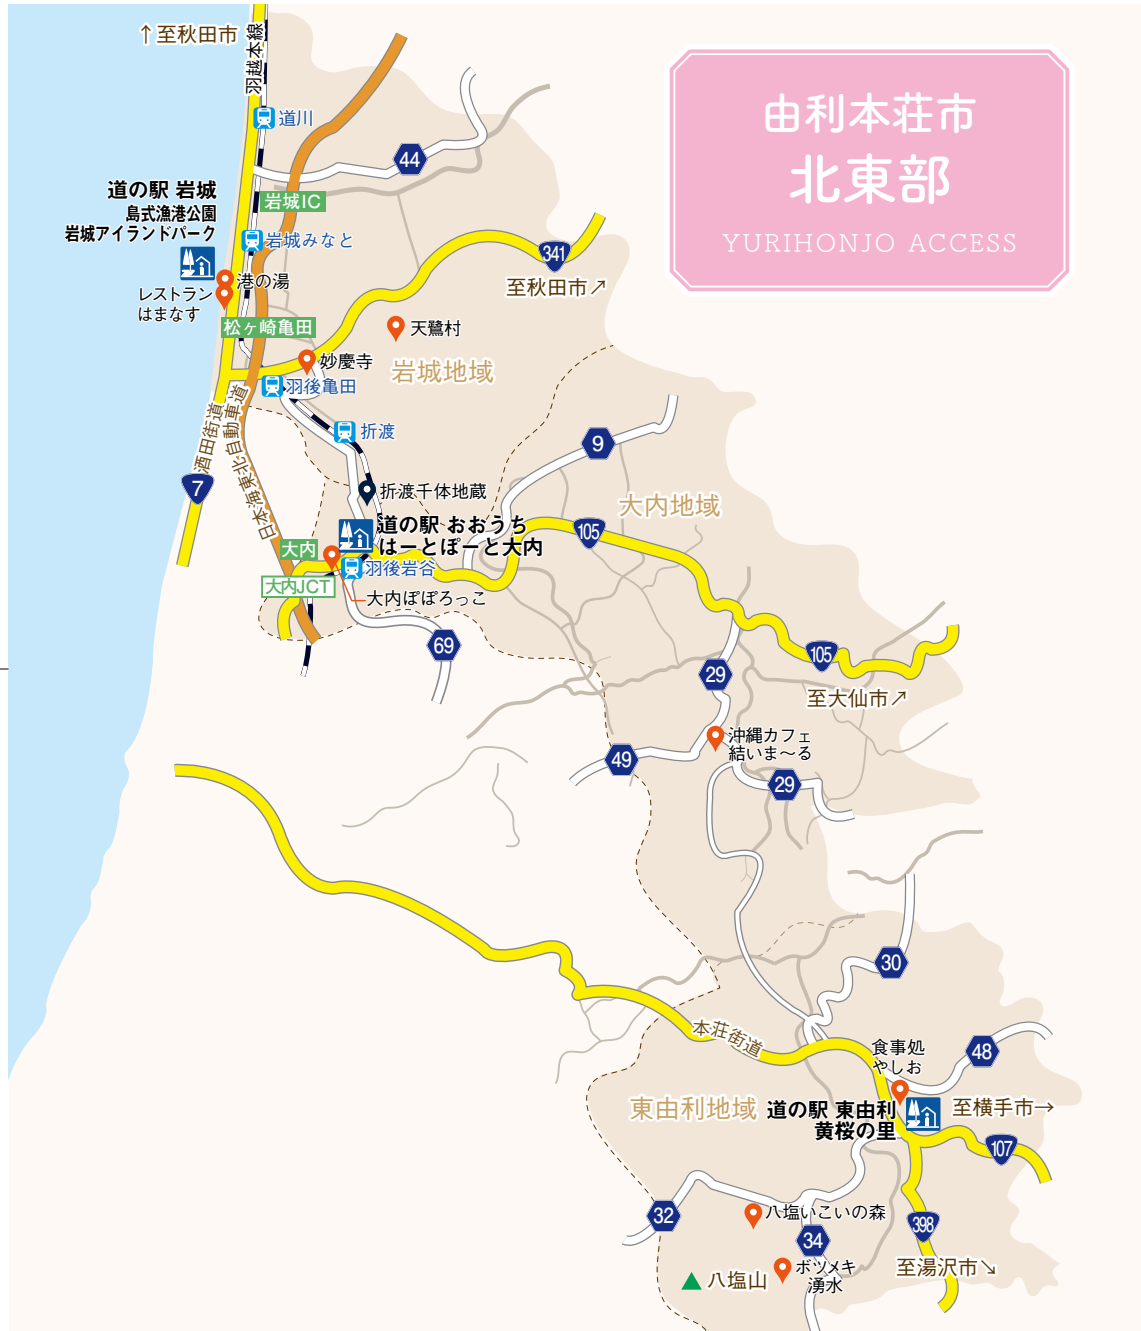 ↑至秋田市
羽越本線
由利本荘市
北東部
YURIHONJO ACCESS
道川
44
道の駅 岩城
島式漁港公園
岩城アイランドパーク
岩城IC
岩城みなと
341
至秋田市↗
港の湯
レストラン
はまなす
松ヶ崎亀田
天鷺村
妙慶寺
岩城地域
羽後亀田
折渡
酒田街道
日本海東北自動車道
7
9
折渡千体地蔵
大内地域
道の駅 おおうち
はーとぽーと大内
105
大内
羽後岩谷
大内JCT
大内ぽぽろっこ
69
105
29
至大仙市↗
沖縄カフェ
結いま〜る
49
29
30
本荘街道
食事処
やしお
48
東由利地域
道の駅 東由利
黄桜の里
至横手市→
107
32
八塩いこいの森
34
398
八塩山
ボツメキ
湧水
至湯沢市↘